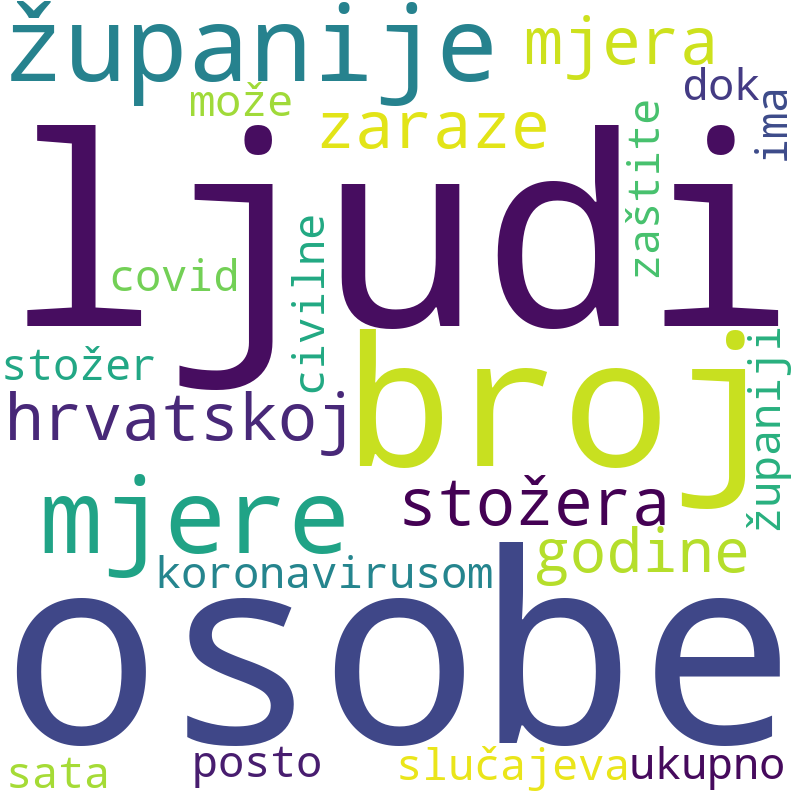 županije
mjera
može
dok
ima
zaraze
zaštite
ljudi
covid
civilne
stožer
broj
županiji
hrvatskoj
mjere
stožera
godine
koronavirusom
osobe
sata
posto
slučajeva
ukupno